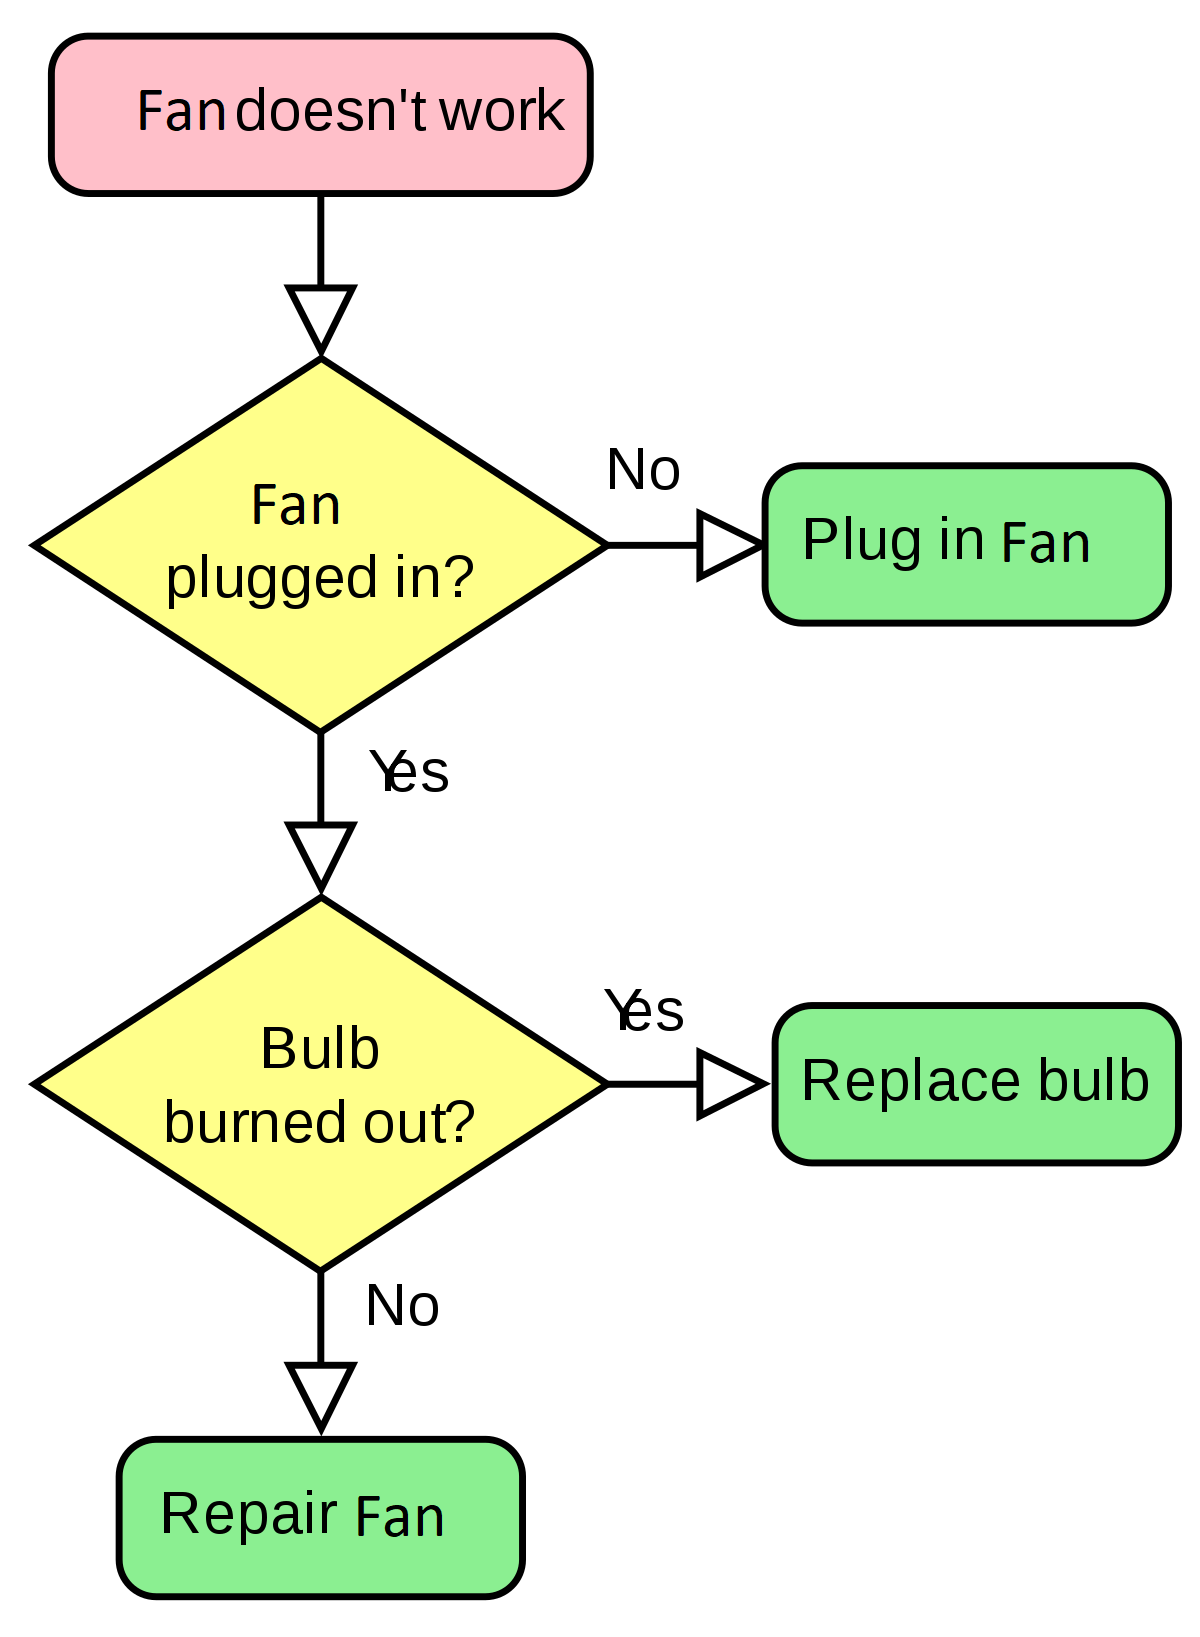 Fan doesn't work
Fan
plugged in?
No
Plug in Fan
Yes
Bulb
burned out?
Yes
Replace bulb
No
Repair Fan